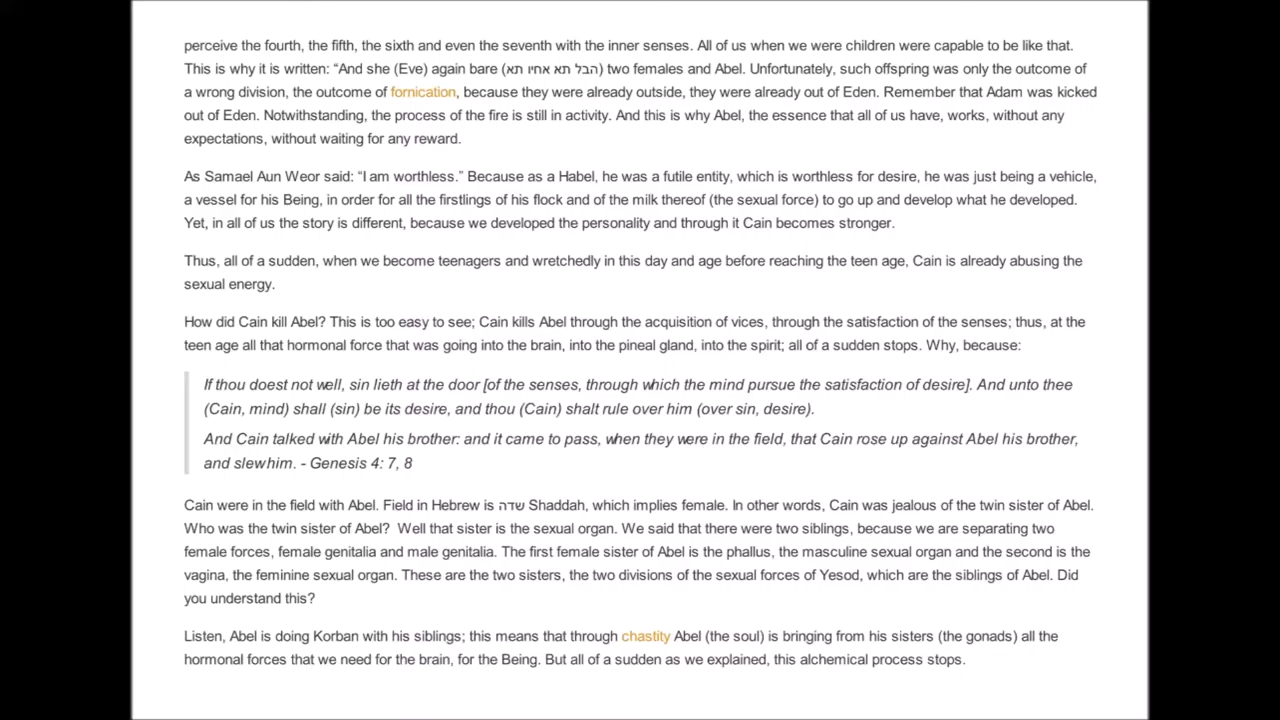 perceive the fourth, the fifth, the sixth and even the seventh with the inner senses. All of us when we were children were capable to be like that.
This is why it is written: “And she (Eve) again bare (הבל תא אחיו תא) two females and Abel. Unfortunately, such offspring was only the outcome of
a wrong division, the outcome of fornication, because they were already outside, they were already out of Eden. Remember that Adam was kicked
out of Eden. Notwithstanding, the process of the fire is still in activity. And this is why Abel, the essence that all of us have, works, without any
expectations, without waiting for any reward.
As Samael Aun Weor said: “I am worthless.” Because as a Habel, he was a futile entity, which is worthless for desire, he was just being a vehicle,
a vessel for his Being, in order for all the firstlings of his flock and of the milk thereof (the sexual force) to go up and develop what he developed.
Yet, in all of us the story is different, because we developed the personality and through it Cain becomes stronger.
Thus, all of a sudden, when we become teenagers and wretchedly in this day and age before reaching the teen age, Cain is already abusing the
sexual energy.
How did Cain kill Abel? This is too easy to see; Cain kills Abel through the acquisition of vices, through the satisfaction of the senses; thus, at the
teen age all that hormonal force that was going into the brain, into the pineal gland, into the spirit; all of a sudden stops. Why, because:
If thou doest not well, sin lieth at the door [of the senses, through which the mind pursue the satisfaction of desire]. And unto thee
(Cain, mind) shall (sin) be its desire, and thou (Cain) shalt rule over him (over sin, desire).
And Cain talked with Abel his brother: and it came to pass, when they were in the field, that Cain rose up against Abel his brother,
and slew him. - Genesis 4: 7, 8
Cain were in the field with Abel. Field in Hebrew is שדה Shaddah, which implies female. In other words, Cain was jealous of the twin sister of Abel.
Who was the twin sister of Abel?  Well that sister is the sexual organ. We said that there were two siblings, because we are separating two
female forces, female genitalia and male genitalia. The first female sister of Abel is the phallus, the masculine sexual organ and the second is the
vagina, the feminine sexual organ. These are the two sisters, the two divisions of the sexual forces of Yesod, which are the siblings of Abel. Did
you understand this?
Listen, Abel is doing Korban with his siblings; this means that through chastity Abel (the soul) is bringing from his sisters (the gonads) all the
hormonal forces that we need for the brain, for the Being. But all of a sudden as we explained, this alchemical process stops.